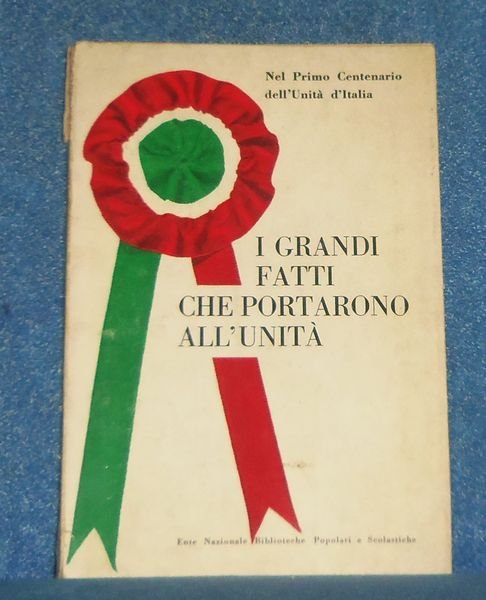 Nel Primo Centenario
dell'Unità d'Italia
I GRANDI
FATTI
CHE PORTARONO
ALL'UNITÀ
Ente Nazionale Biblioteche Popolari e Scolastiche